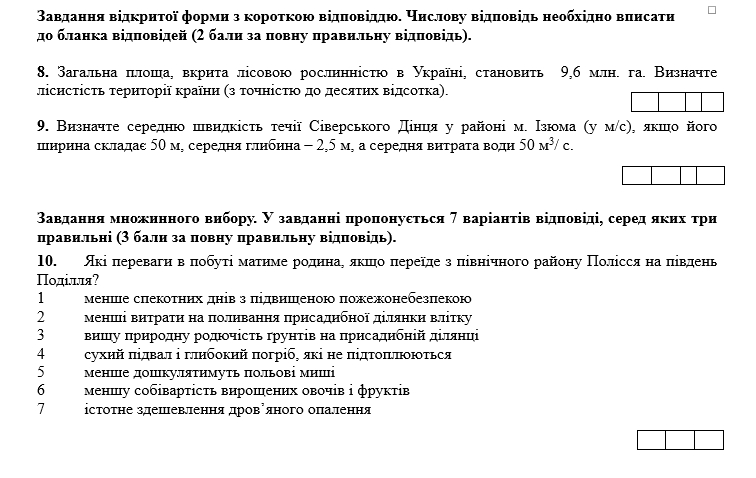 Завдання відкритої форми з короткою відповіддю. Числову відповідь необхідно вписати
до бланка відповідей (2 бали за повну правильну відповідь).
8. Загальна площа, вкрита лісовою рослинністю в Україні, становить 9,6 млн. га. Визначте
лісистість території країни (з точністю до десятих відсотка).
9. Визначте середню швидкість течії Сіверського Дінця у районі м. Ізюма (у м/с), якщо його
ширина складає 50 м, середня глибина – 2,5 м, а середня витрата води 50 м³/ с.
Завдання множинного вибору. У завданні пропонується 7 варіантів відповіді, серед яких три
правильні (3 бали за повну правильну відповідь).
10. Які переваги в побуті матиме родина, якщо переїде з північного району Полісся на південь
Поділля?
1 менше спекотних днів з підвищеною пожежонебезпекою
2 менші витрати на поливання присадибної ділянки влітку
3 вищу природну родючість ґрунтів на присадибній ділянці
4 сухий підвал і глибокий погріб, які не підтоплюються
5 менше дошкулятимуть польові миші
6 меншу собівартість вирощених овочів і фруктів
7 істотне здешевлення дров’яного опалення